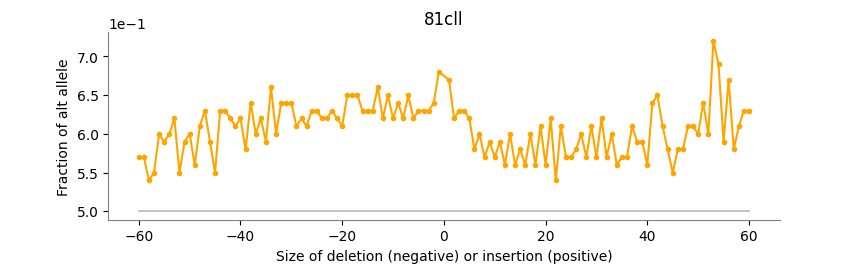 81cll
1e−1
7.0
6.5
6.0
5.5
5.0
Fraction of alt allele
−60 −40 −20 0 20 40 60
Size of deletion (negative) or insertion (positive)